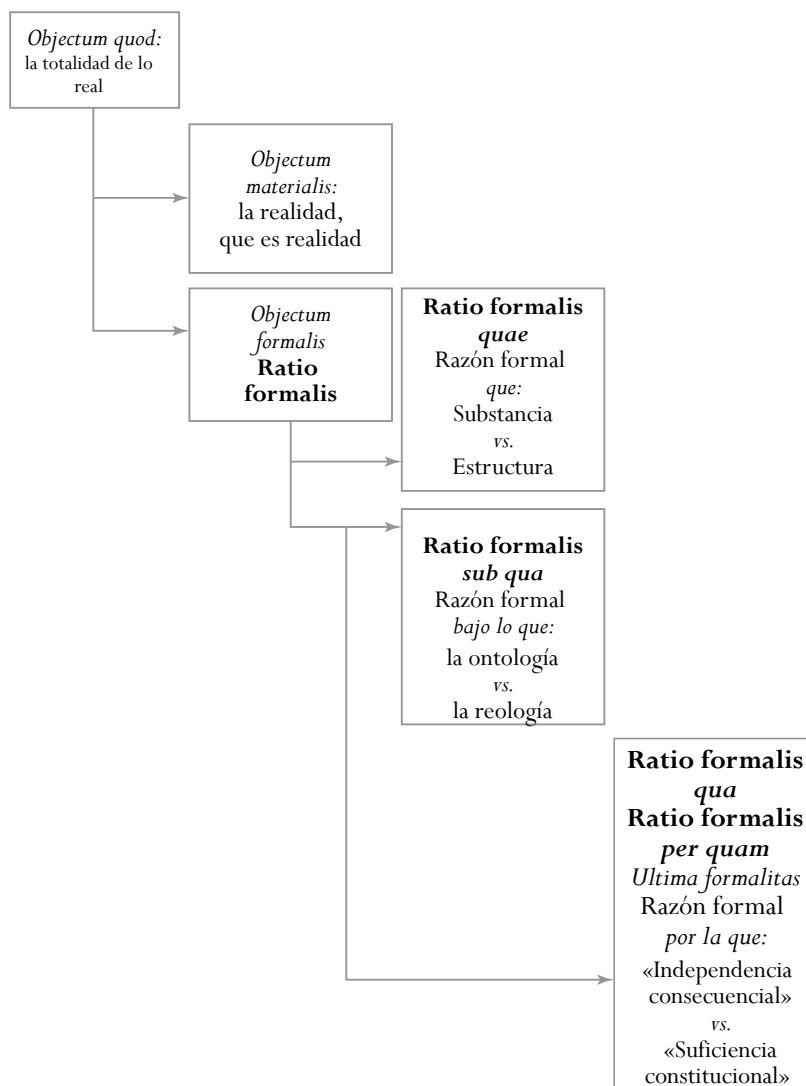 Objectum quod:
la totalidad de lo
real
Objectum
materialis:
la realidad,
que es realidad
Objectum
formalis
Ratio
formalis
Ratio formalis
quae
Razón formal
que:
Substancia
vs.
Estructura
Ratio formalis
sub qua
Razón formal
bajo lo que:
la ontología
vs.
la reología
Ratio formalis
qua
Ratio formalis
per quam
Ultima formalitas
Razón formal
por la que:
«Independencia
consecuencial»
vs.
«Suficiencia
constitucional»